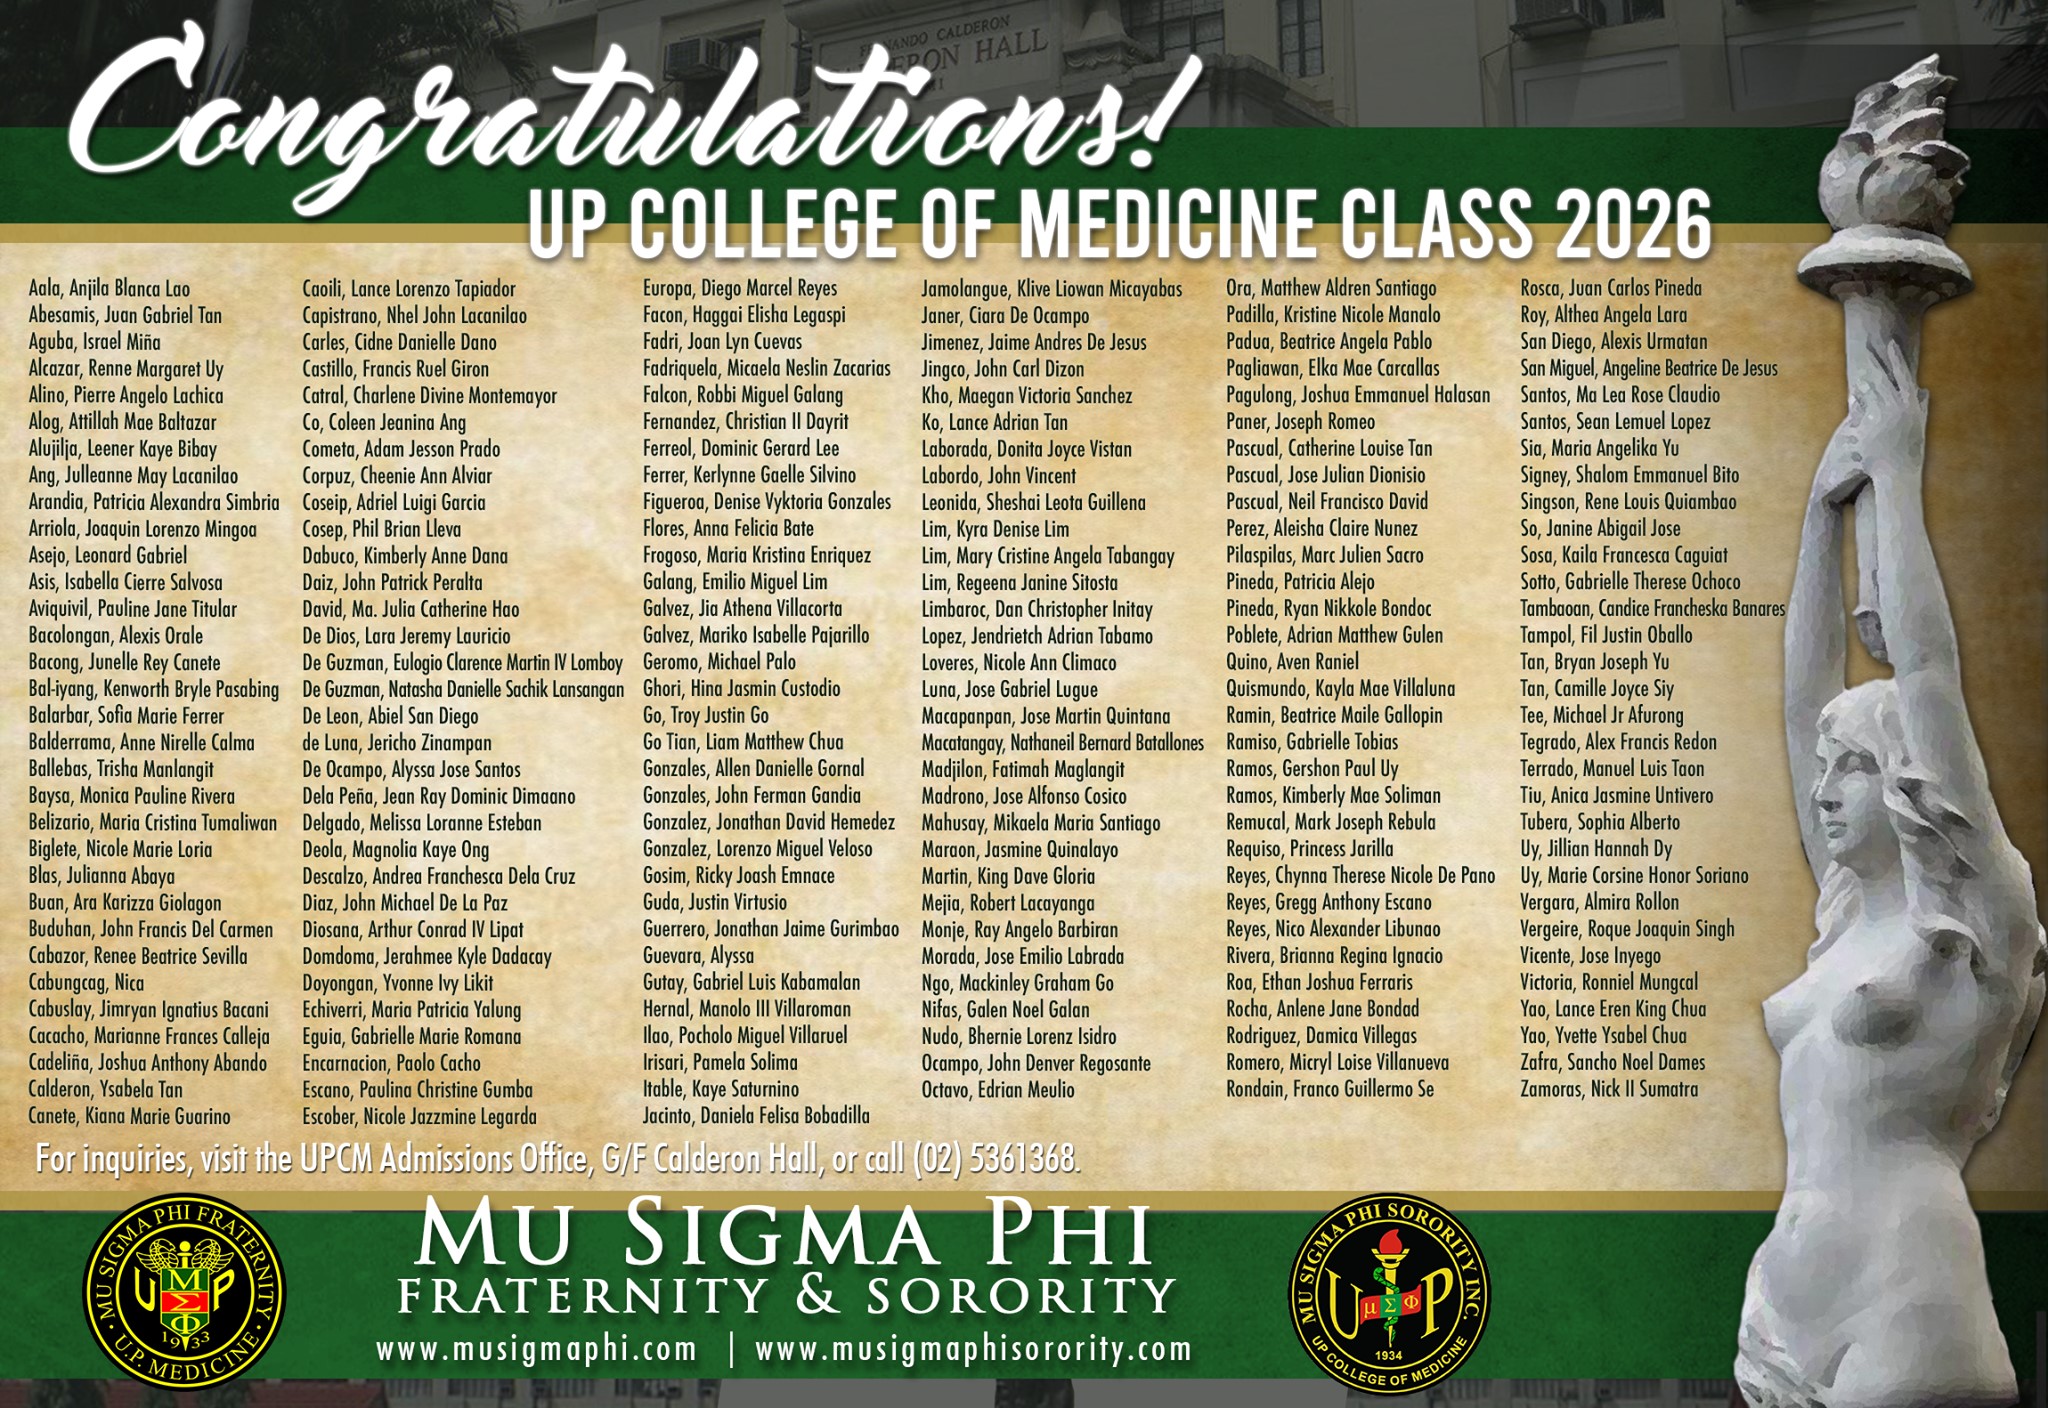 FERNANDO CALDERON
CALDERON HALL
Congratulations!
UP COLLEGE OF MEDICINE CLASS 2026
Aala, Anjila Blanca Lao
Abesamis, Juan Gabriel Tan
Aguba, Israel Miña
Alcazar, Renne Margaret Uy
Alino, Pierre Angelo Lachica
Alog, Attillah Mae Baltazar
Alujilja, Leener Kaye Bibay
Ang, Julleanne May Lacanilao
Arandia, Patricia Alexandra Simbria
Arriola, Joaquin Lorenzo Mingoa
Asejo, Leonard Gabriel
Asis, Isabella Cierre Salvosa
Aviquivil, Pauline Jane Titular
Bacolongan, Alexis Orale
Bacong, Junelle Rey Canete
Bal-iyang, Kenworth Bryle Pasabing
Balarbar, Sofia Marie Ferrer
Balderrama, Anne Nirelle Calma
Ballebas, Trisha Manlangit
Baysa, Monica Pauline Rivera
Belizario, Maria Cristina Tumaliwan
Biglete, Nicole Marie Loria
Blas, Julianna Abaya
Buan, Ara Karizza Giolagon
Buduhan, John Francis Del Carmen
Cabazor, Renee Beatrice Sevilla
Cabungcag, Nica
Cabuslay, Jimryan Ignatius Bacani
Cacacho, Marianne Frances Calleja
Cadeliña, Joshua Anthony Abando
Calderon, Ysabela Tan
Canete, Kiana Marie Guarino
Caoili, Lance Lorenzo Tapiador
Capistrano, Nhel John Lacanilao
Carles, Cidne Danielle Dano
Castillo, Francis Ruel Giron
Catral, Charlene Divine Montemayor
Co, Coleen Jeanina Ang
Cometa, Adam Jesson Prado
Corpuz, Cheenie Ann Alviar
Coseip, Adriel Luigi Garcia
Cosep, Phil Brian Lleva
Dabuco, Kimberly Anne Dana
Daiz, John Patrick Peralta
David, Ma. Julia Catherine Hao
De Dios, Lara Jeremy Lauricio
De Guzman, Eulogio Clarence Martin IV Lomboy
De Guzman, Natasha Danielle Sachik Lansangan
De Leon, Abiel San Diego
de Luna, Jericho Zinampan
De Ocampo, Alyssa Jose Santos
Dela Peña, Jean Ray Dominic Dimaano
Delgado, Melissa Loranne Esteban
Deola, Magnolia Kaye Ong
Descalzo, Andrea Franchesca Dela Cruz
Diaz, John Michael De La Paz
Diosana, Arthur Conrad IV Lipat
Domdoma, Jerahmee Kyle Dadacay
Doyongan, Yvonne Ivy Likit
Echiverri, Maria Patricia Yalung
Eguia, Gabrielle Marie Romana
Encarnacion, Paolo Cacho
Escano, Paulina Christine Gumba
Escober, Nicole Jazzmine Legarda
Europa, Diego Marcel Reyes
Facon, Haggai Elisha Legaspi
Fadri, Joan Lyn Cuevas
Fadriquela, Micaela Neslin Zacarias
Falcon, Robbi Miguel Galang
Fernandez, Christian II Dayrit
Ferreol, Dominic Gerard Lee
Ferrer, Kerlynne Gaelle Silvino
Figueroa, Denise Vyktoria Gonzales
Flores, Anna Felicia Bate
Frogoso, Maria Kristina Enriquez
Galang, Emilio Miguel Lim
Galvez, Jia Athena Villacorta
Galvez, Mariko Isabelle Pajarillo
Geromo, Michael Palo
Ghori, Hina Jasmin Custodio
Go, Troy Justin Go
Go Tian, Liam Matthew Chua
Gonzales, Allen Danielle Gornal
Gonzales, John Ferman Gandia
Gonzalez, Jonathan David Hemedez
Gonzalez, Lorenzo Miguel Veloso
Gosim, Ricky Joash Emnace
Guda, Justin Virtusio
Guerrero, Jonathan Jaime Gurimbao
Guevara, Alyssa
Gutay, Gabriel Luis Kabamalan
Hernal, Manolo III Villaroman
Ilao, Pocholo Miguel Villaruel
Irisari, Pamela Solima
Itable, Kaye Saturnino
Jacinto, Daniela Felisa Bobadilla
Jamolangue, Klive Liowan Micayabas
Janer, Ciara De Ocampo
Jimenez, Jaime Andres De Jesus
Jingco, John Carl Dizon
Kho, Maegan Victoria Sanchez
Ko, Lance Adrian Tan
Laborada, Donita Joyce Vistan
Labordo, John Vincent
Leonida, Sheshai Leota Guillena
Lim, Kyra Denise Lim
Lim, Mary Cristine Angela Tabangay
Lim, Regeena Janine Sitosta
Limbaroc, Dan Christopher Initay
Lopez, Jendrietch Adrian Tabamo
Loveres, Nicole Ann Climaco
Luna, Jose Gabriel Lugue
Macapanpan, Jose Martin Quintana
Macatangay, Nathaneil Bernard Batallones
Madjilon, Fatimah Maglangit
Madrono, Jose Alfonso Cosico
Mahusay, Mikaela Maria Santiago
Maraon, Jasmine Quinalayo
Martin, King Dave Gloria
Mejia, Robert Lacayanga
Monje, Ray Angelo Barbiran
Morada, Jose Emilio Labrada
Ngo, Mackinley Graham Go
Nifas, Galen Noel Galan
Nudo, Bhernie Lorenz Isidro
Ocampo, John Denver Regosante
Octavo, Edrian Meulio
Ora, Matthew Aldren Santiago
Padilla, Kristine Nicole Manalo
Padua, Beatrice Angela Pablo
Pagliawan, Elka Mae Carcallas
Pagulong, Joshua Emmanuel Halasan
Paner, Joseph Romeo
Pascual, Catherine Louise Tan
Pascual, Jose Julian Dionisio
Pascual, Neil Francisco David
Perez, Aleisha Claire Nunez
Pilaspilas, Marc Julien Sacro
Pineda, Patricia Alejo
Pineda, Ryan Nikkole Bondoc
Poblete, Adrian Matthew Gulen
Quino, Aven Raniel
Quismundo, Kayla Mae Villaluna
Ramin, Beatrice Maile Gallopin
Ramiso, Gabrielle Tobias
Ramos, Gershon Paul Uy
Ramos, Kimberly Mae Soliman
Remucal, Mark Joseph Rebula
Requiso, Princess Jarilla
Reyes, Chynna Therese Nicole De Pano
Reyes, Gregg Anthony Escano
Reyes, Nico Alexander Libunao
Rivera, Brianna Regina Ignacio
Roa, Ethan Joshua Ferraris
Rocha, Anlene Jane Bondad
Rodriguez, Damica Villegas
Romero, Micryl Loise Villanueva
Rondain, Franco Guillermo Se
Rosca, Juan Carlos Pineda
Roy, Althea Angela Lara
San Diego, Alexis Urmatan
San Miguel, Angeline Beatrice De Jesus
Santos, Ma Lea Rose Claudio
Santos, Sean Lemuel Lopez
Sia, Maria Angelika Yu
Signey, Shalom Emmanuel Bito
Singson, Rene Louis Quiambao
So, Janine Abigail Jose
Sosa, Kaila Francesca Caguiat
Sotto, Gabrielle Therese Ochoco
Tambaoan, Candice Francheska Banares
Tampol, Fil Justin Oballo
Tan, Bryan Joseph Yu
Tan, Camille Joyce Siy
Tee, Michael Jr Afurong
Tegrado, Alex Francis Redon
Terrado, Manuel Luis Taon
Tiu, Anica Jasmine Untivero
Tubera, Sophia Alberto
Uy, Jillian Hannah Dy
Uy, Marie Corsine Honor Soriano
Vergara, Almira Rollon
Vergeire, Roque Joaquin Singh
Vicente, Jose Inyego
Victoria, Ronniel Mungcal
Yao, Lance Eren King Chua
Yao, Yvette Ysabel Chua
Zafra, Sancho Noel Dames
Zamoras, Nick II Sumatra
For inquiries, visit the UPCM Admissions Office, G/F Calderon Hall, or call (02) 5361368.
MU SIGMA PHI FRATERNITY
U M P
Σ
Φ
1933
U.P. MEDICINE
MU SIGMA PHI
FRATERNITY & SORORITY
www.musigmaphi.com | www.musigmaphisorority.com
MU SIGMA PHI SORORITY INC.
U μ Σ Φ P
1934
UP COLLEGE OF MEDICINE